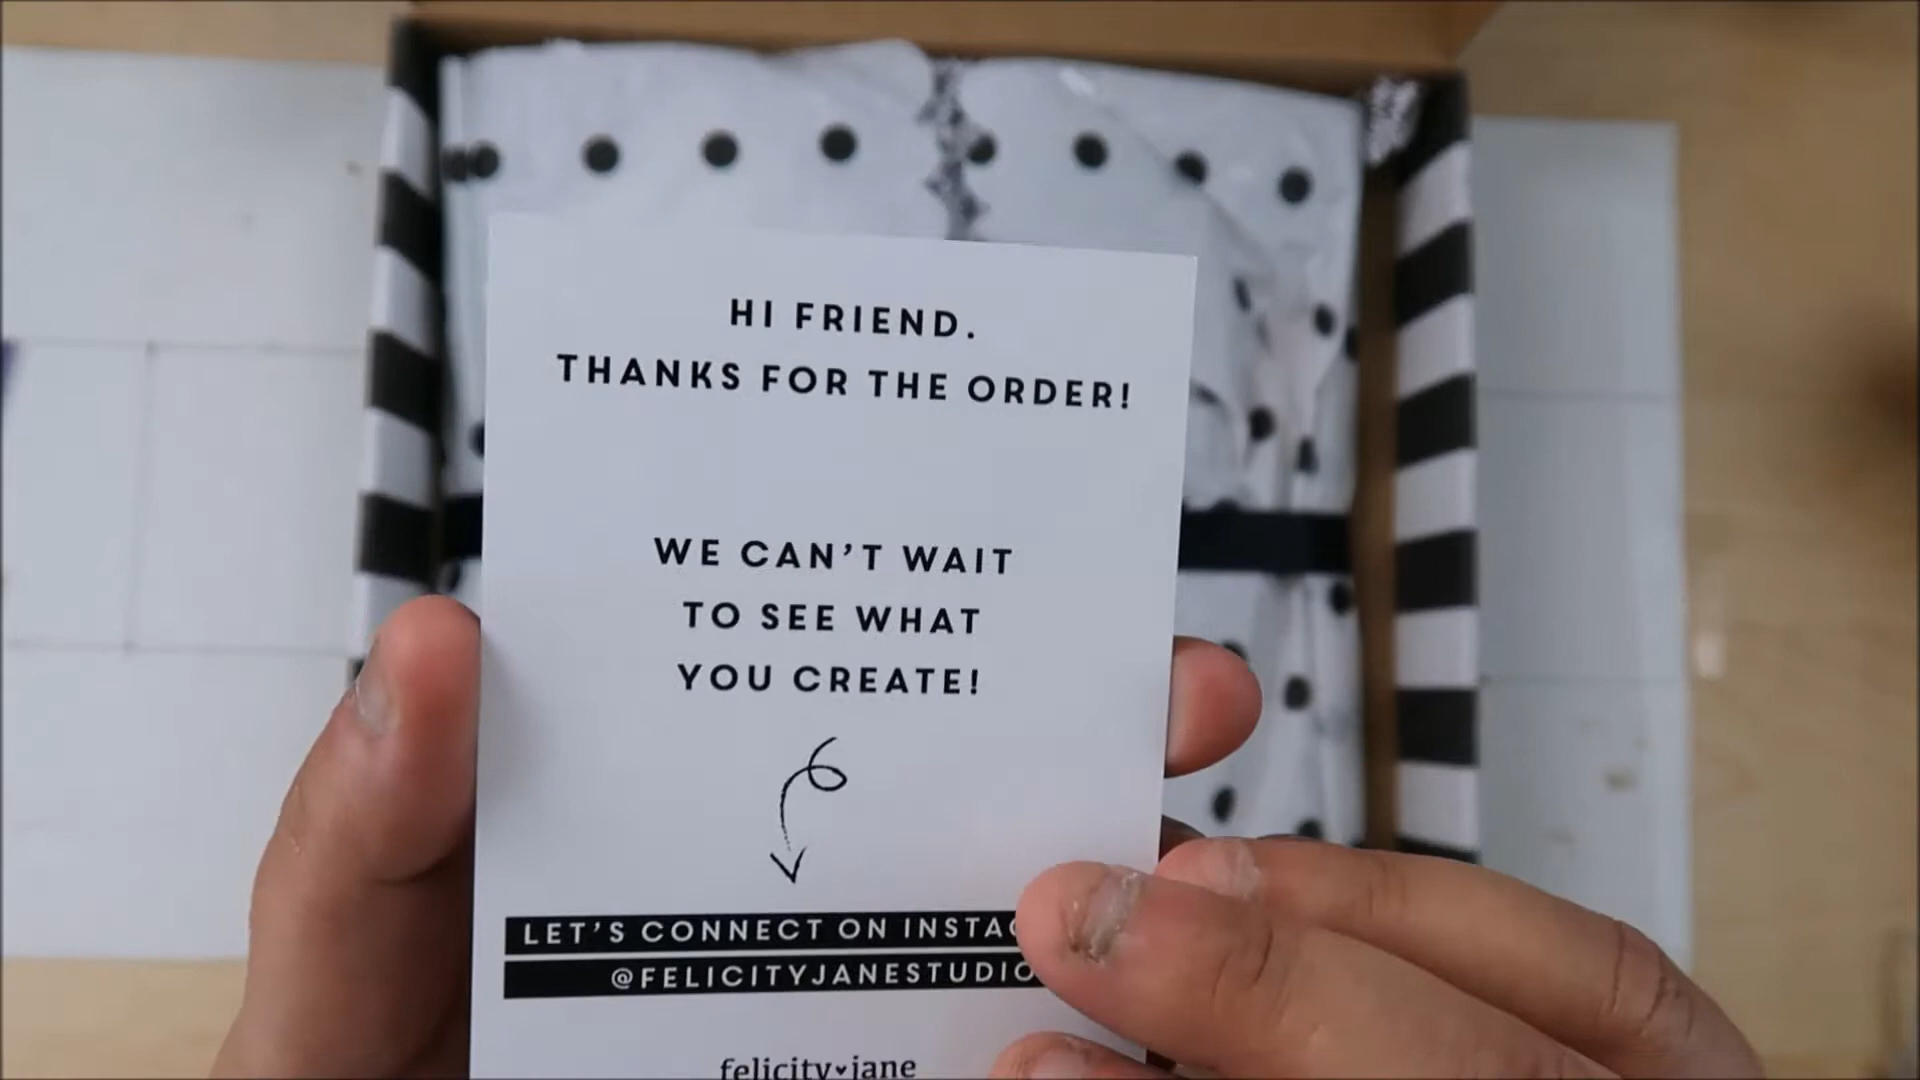 HI FRIEND.
THANKS FOR THE ORDER!
WE CAN'T WAIT
TO SEE WHAT
YOU CREATE!
LET'S CONNECT ON
@FELICITYJANESTUDIO
felicity♥jane